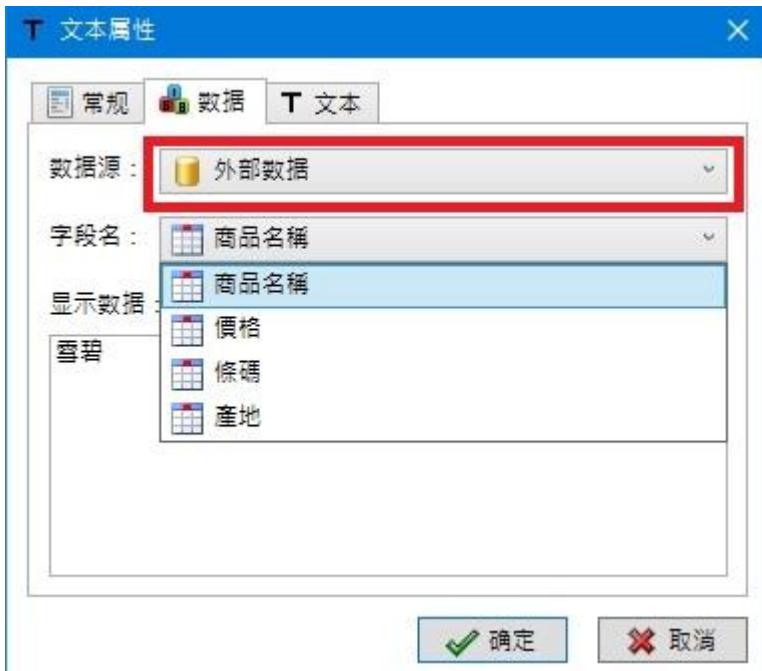 文本属性
常规 数据 文本
数据源：
外部数据
字段名：
商品名稱
商品名稱
显示数据：
價格
雪碧
條碼
產地
确定 取消